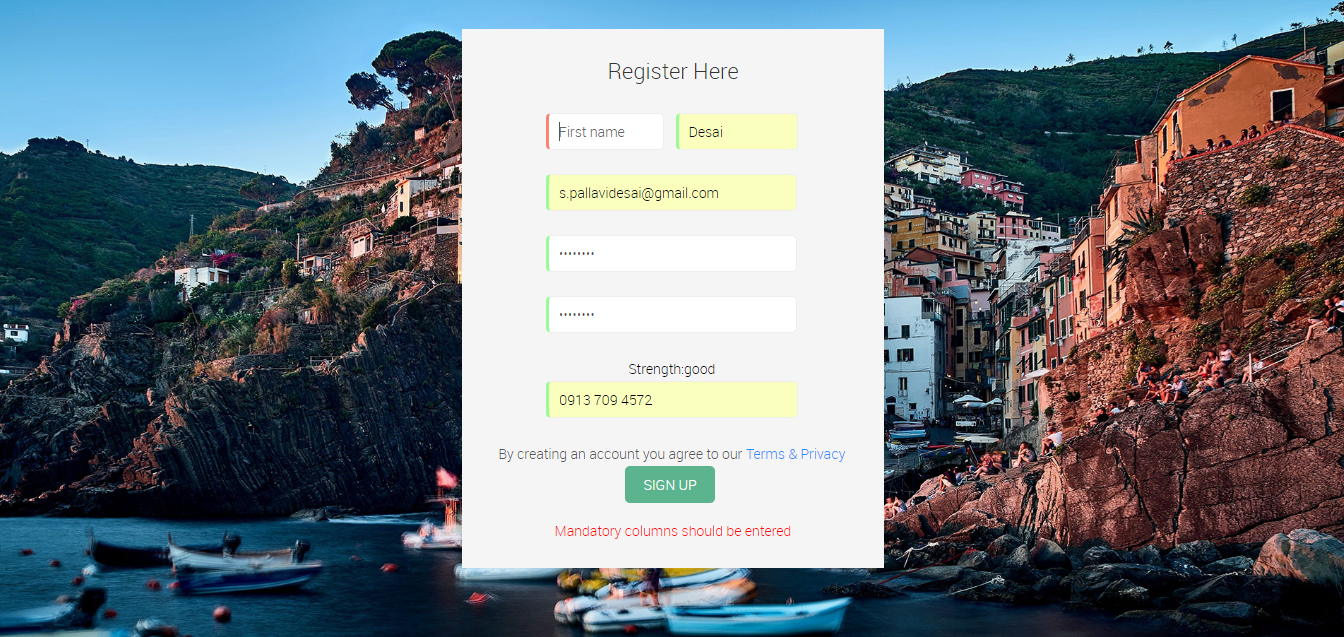 Register Here
First name Desai
s.pallavidesai@gmail.com
••••••••
••••••••
Strength:good
0913 709 4572
By creating an account you agree to our Terms & Privacy
SIGN UP
Mandatory columns should be entered